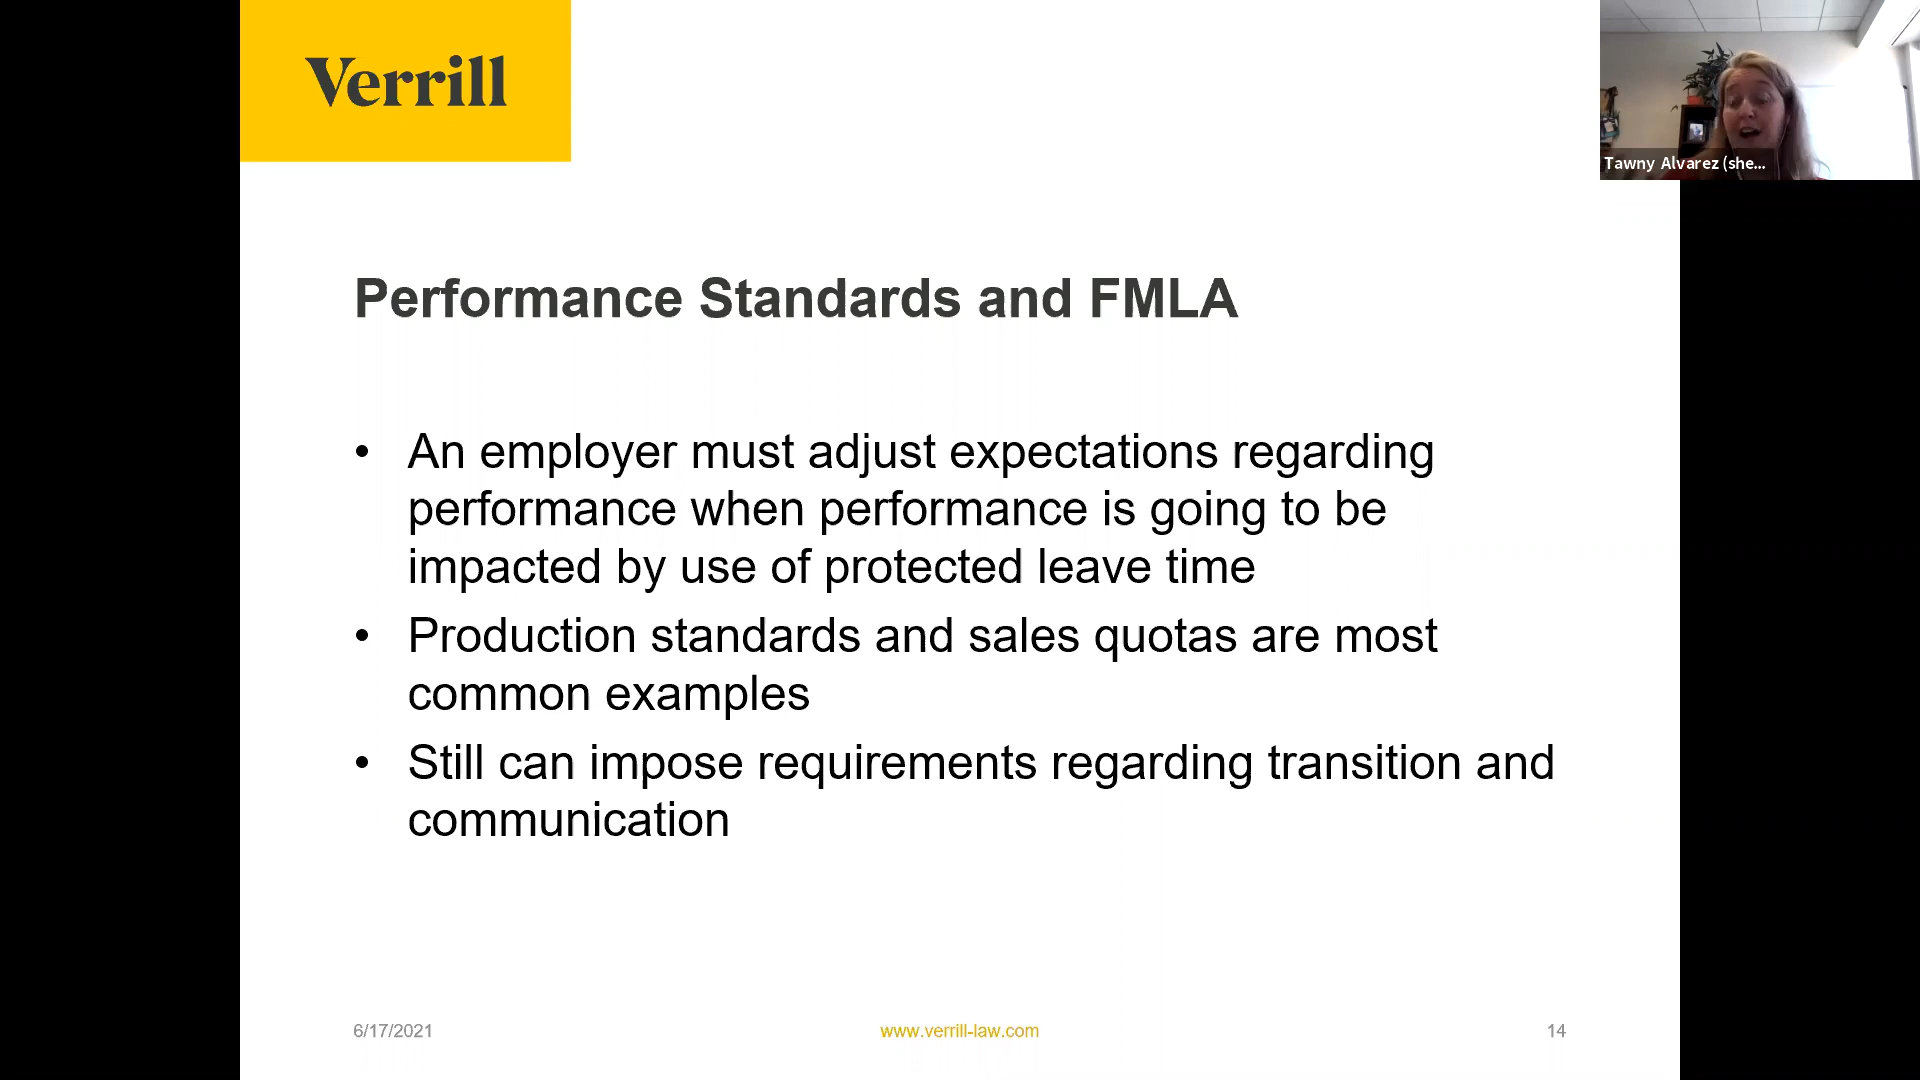 Verrill
Tawny Alvarez (she...
Performance Standards and FMLA
• An employer must adjust expectations regarding
performance when performance is going to be
impacted by use of protected leave time
• Production standards and sales quotas are most
common examples
• Still can impose requirements regarding transition and
communication
6/17/2021
www.verrill-law.com
14